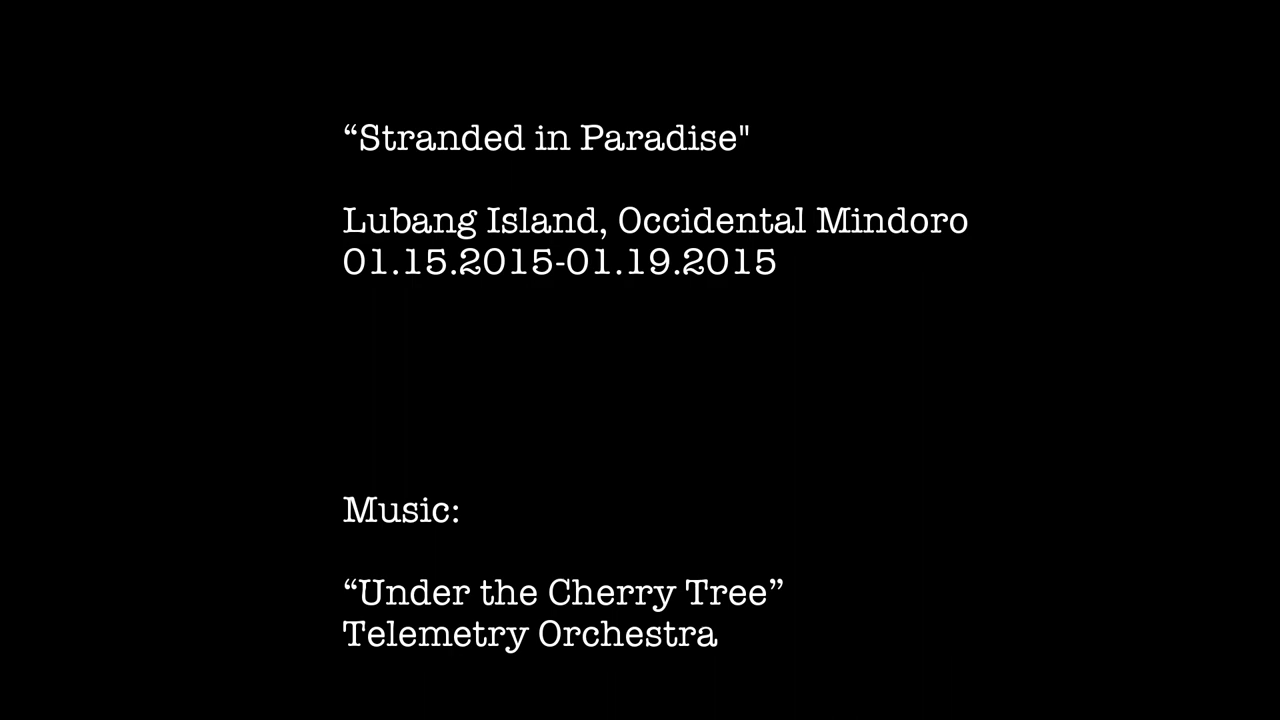 “Stranded in Paradise"
Lubang Island, Occidental Mindoro
01.15.2015-01.19.2015
Music:
“Under the Cherry Tree”
Telemetry Orchestra